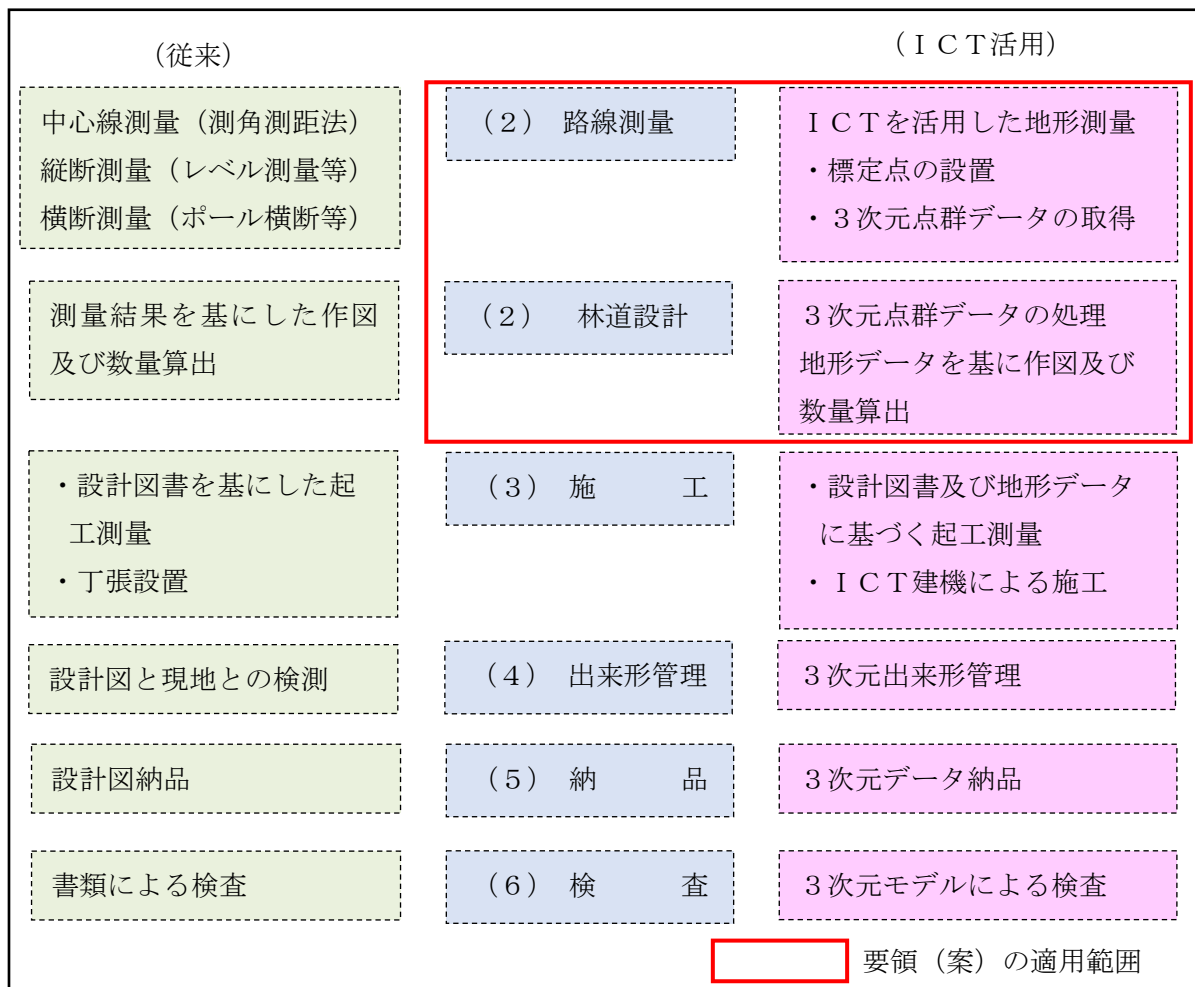 （従来）
（ＩＣＴ活用）
中心線測量（測角測距法）
縦断測量（レベル測量等）
横断測量（ポール横断等）
（２） 路線測量
ＩＣＴを活用した地形測量
・標定点の設置
・３次元点群データの取得
測量結果を基にした作図
及び数量算出
（２） 林道設計
３次元点群データの処理
地形データを基に作図及び
数量算出
・設計図書を基にした起
工測量
・丁張設置
（３）施 工
・設計図書及び地形データ
に基づく起工測量
・ＩＣＴ建機による施工
設計図と現地との検測
（４） 出来形管理
３次元出来形管理
設計図納品
（５） 納 品
３次元データ納品
書類による検査
（６） 検 査
３次元モデルによる検査
要領（案）の適用範囲